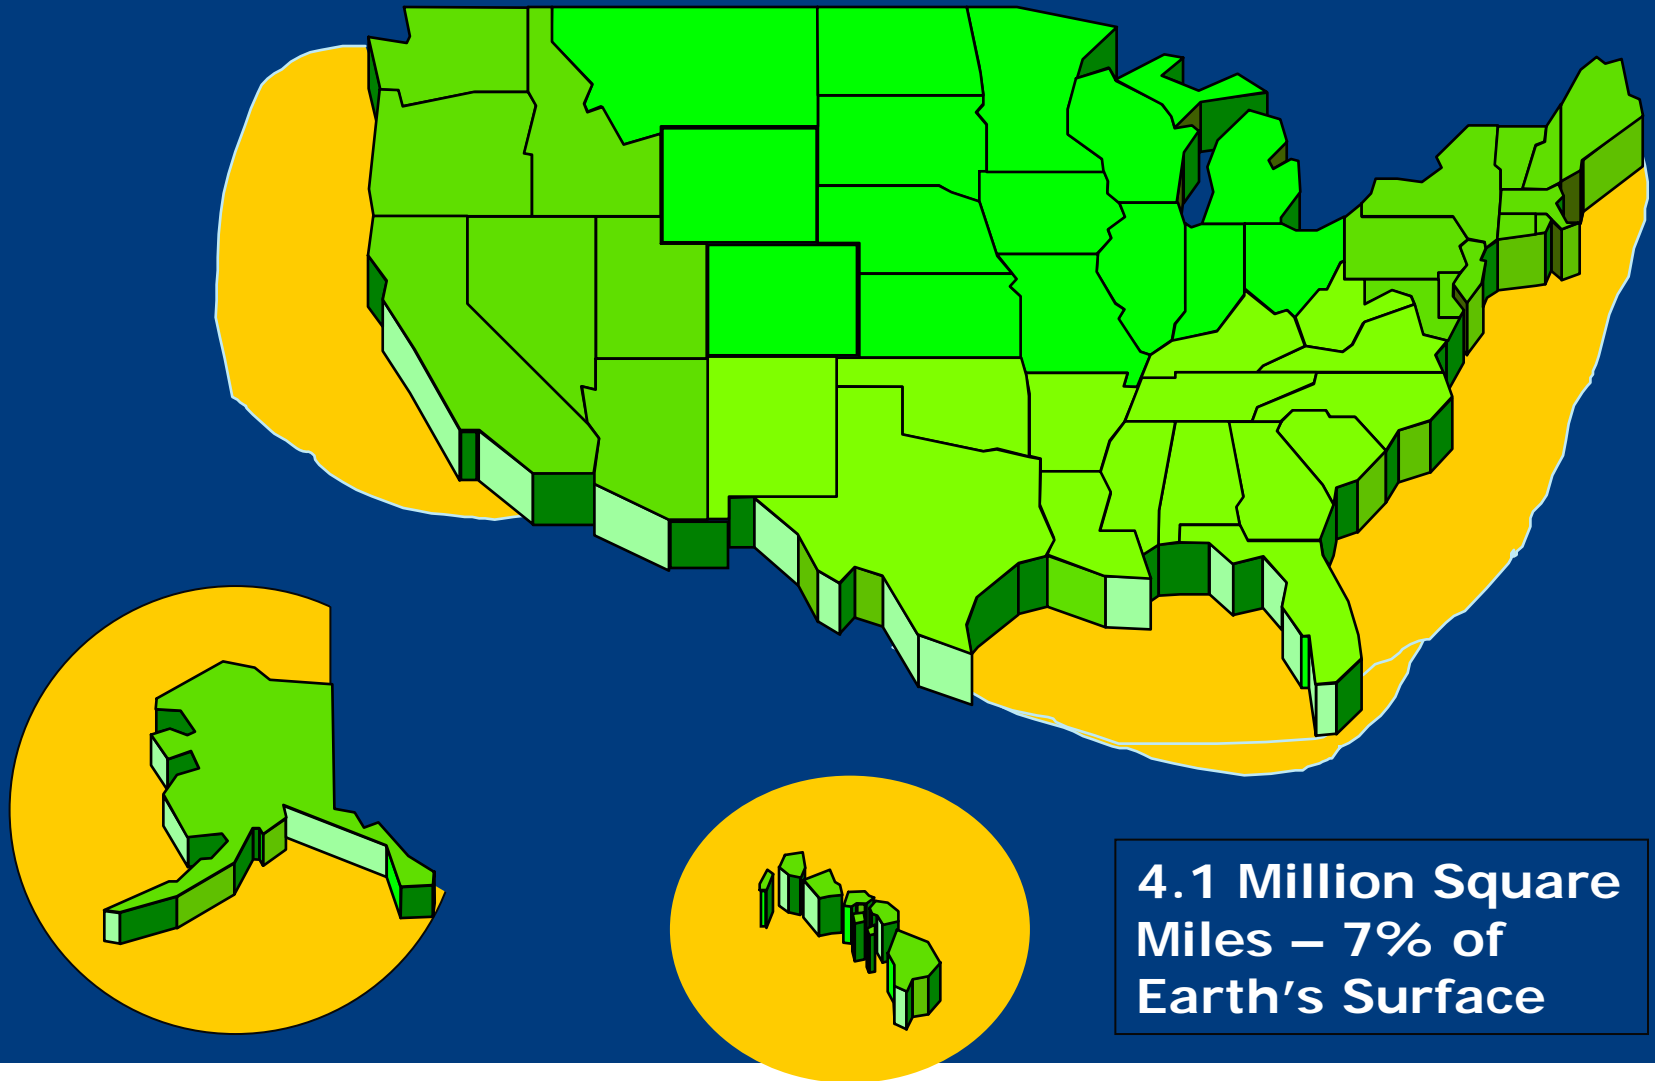 4.1 Million Square
Miles – 7% of
Earth’s Surface